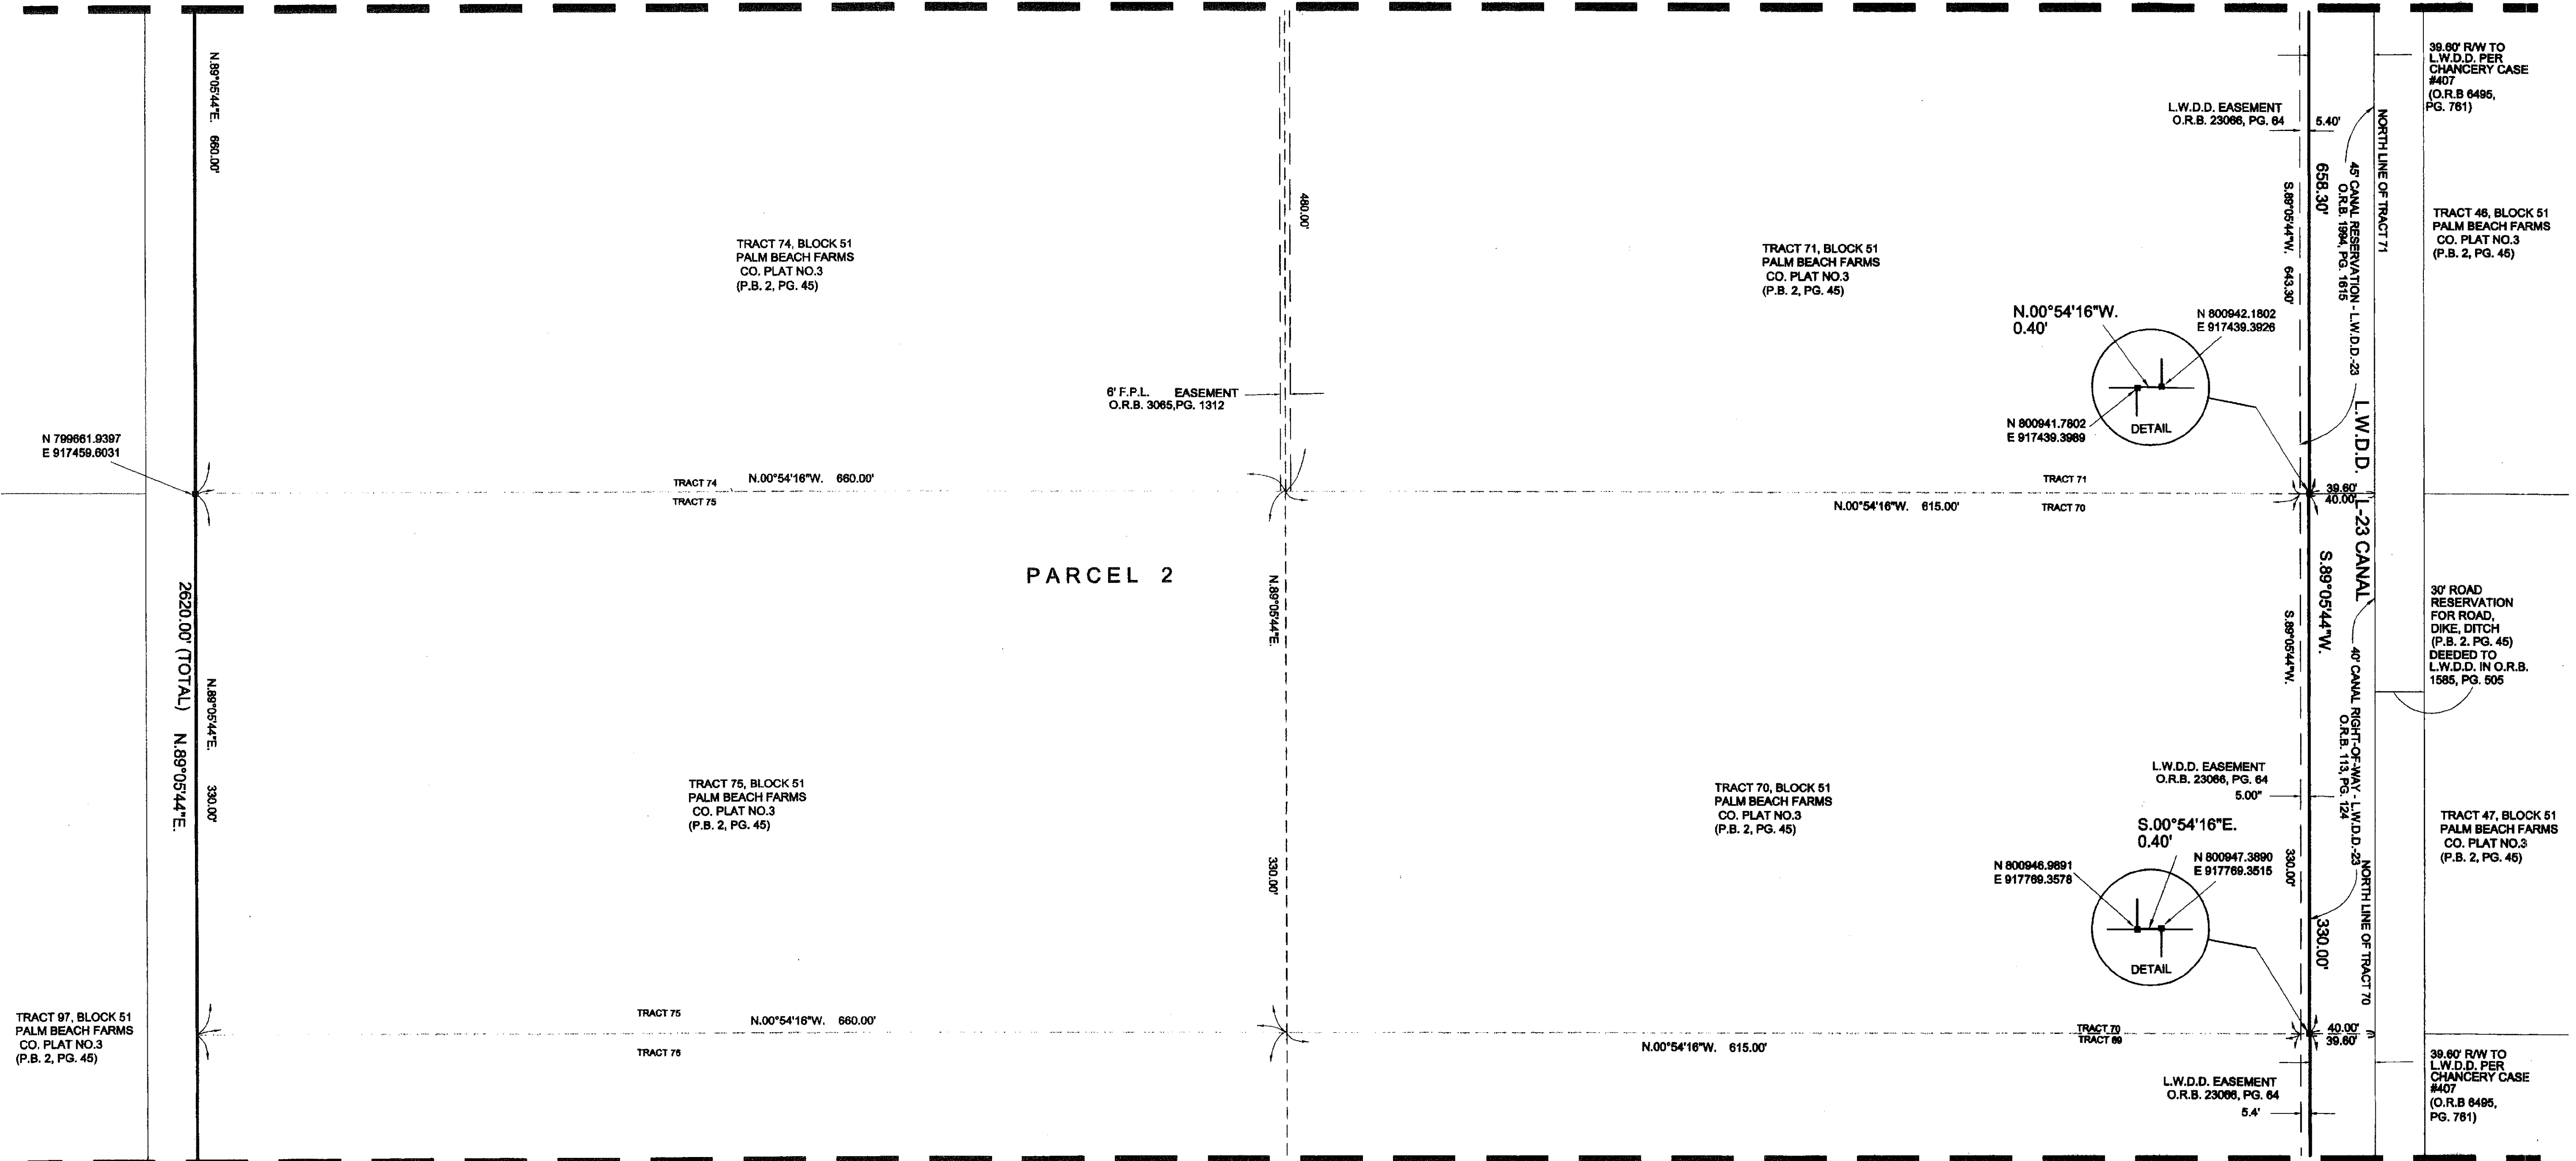 N.89°05'44"E. 660.00'
TRACT 74, BLOCK 51
PALM BEACH FARMS
CO. PLAT NO.3
(P.B. 2, PG. 45)
480.00'
6' F.P.L. EASEMENT
O.R.B. 3065,PG. 1312
TRACT 71, BLOCK 51
PALM BEACH FARMS
CO. PLAT NO.3
(P.B. 2, PG. 45)
L.W.D.D. EASEMENT
O.R.B. 23066, PG. 64
5.40'
658.30'
S.89°05'44"W. 643.30'
45' CANAL RESERVATION - L.W.D.D.-23
O.R.B. 1994, PG. 1615
NORTH LINE OF TRACT 71
39.60' R/W TO
L.W.D.D. PER
CHANCERY CASE
#407
(O.R.B 6495,
PG. 761)
TRACT 46, BLOCK 51
PALM BEACH FARMS
CO. PLAT NO.3
(P.B. 2, PG. 45)
N.00°54'16"W.
0.40'
N 800942.1802
E 917439.3926
N 800941.7802
E 917439.3989
DETAIL
N 799661.9397
E 917459.6031
TRACT 74
N.00°54'16"W. 660.00'
TRACT 75
TRACT 71
N.00°54'16"W. 615.00'
TRACT 70
39.60'
40.00'
L.W.D.D. L-23 CANAL
PARCEL 2
2620.00' (TOTAL) N.89°05'44"E.
N.89°05'44"E. 330.00'
TRACT 75, BLOCK 51
PALM BEACH FARMS
CO. PLAT NO.3
(P.B. 2, PG. 45)
N.89°05'44"E.
330.00'
TRACT 70, BLOCK 51
PALM BEACH FARMS
CO. PLAT NO.3
(P.B. 2, PG. 45)
S.89°05'44"W. 330.00'
S.89°05'44"W. 330.00'
40' CANAL RIGHT-OF-WAY - L.W.D.D.-23
O.R.B. 113, PG. 124
NORTH LINE OF TRACT 70
30' ROAD
RESERVATION
FOR ROAD,
DIKE, DITCH
(P.B. 2. PG. 45)
DEEDED TO
L.W.D.D. IN O.R.B.
1585, PG. 505
L.W.D.D. EASEMENT
O.R.B. 23066, PG. 64
5.00"
TRACT 47, BLOCK 51
PALM BEACH FARMS
CO. PLAT NO.3
(P.B. 2, PG. 45)
S.00°54'16"E.
0.40'
N 800946.9891
E 917769.3578
N 800947.3890
E 917769.3515
DETAIL
TRACT 97, BLOCK 51
PALM BEACH FARMS
CO. PLAT NO.3
(P.B. 2, PG. 45)
TRACT 75
N.00°54'16"W. 660.00'
TRACT 76
TRACT 70
TRACT 69
N.00°54'16"W. 615.00'
40.00'
39.60'
L.W.D.D. EASEMENT
O.R.B. 23066, PG. 64
5.4'
39.60' R/W TO
L.W.D.D. PER
CHANCERY CASE
#407
(O.R.B 6495,
PG. 761)